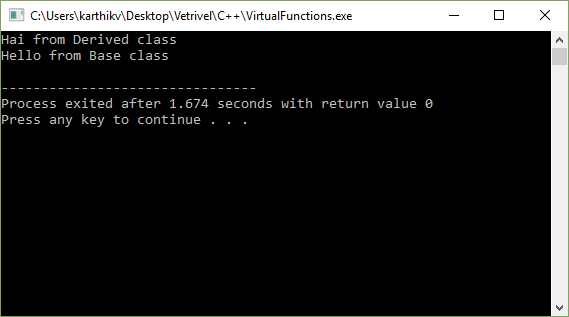 C:\Users\karthikv\Desktop\Vetrivel\C++\VirtualFunctions.exe
Hai from Derived class
Hello from Base class
--------------------------------
Process exited after 1.674 seconds with return value 0
Press any key to continue . . .